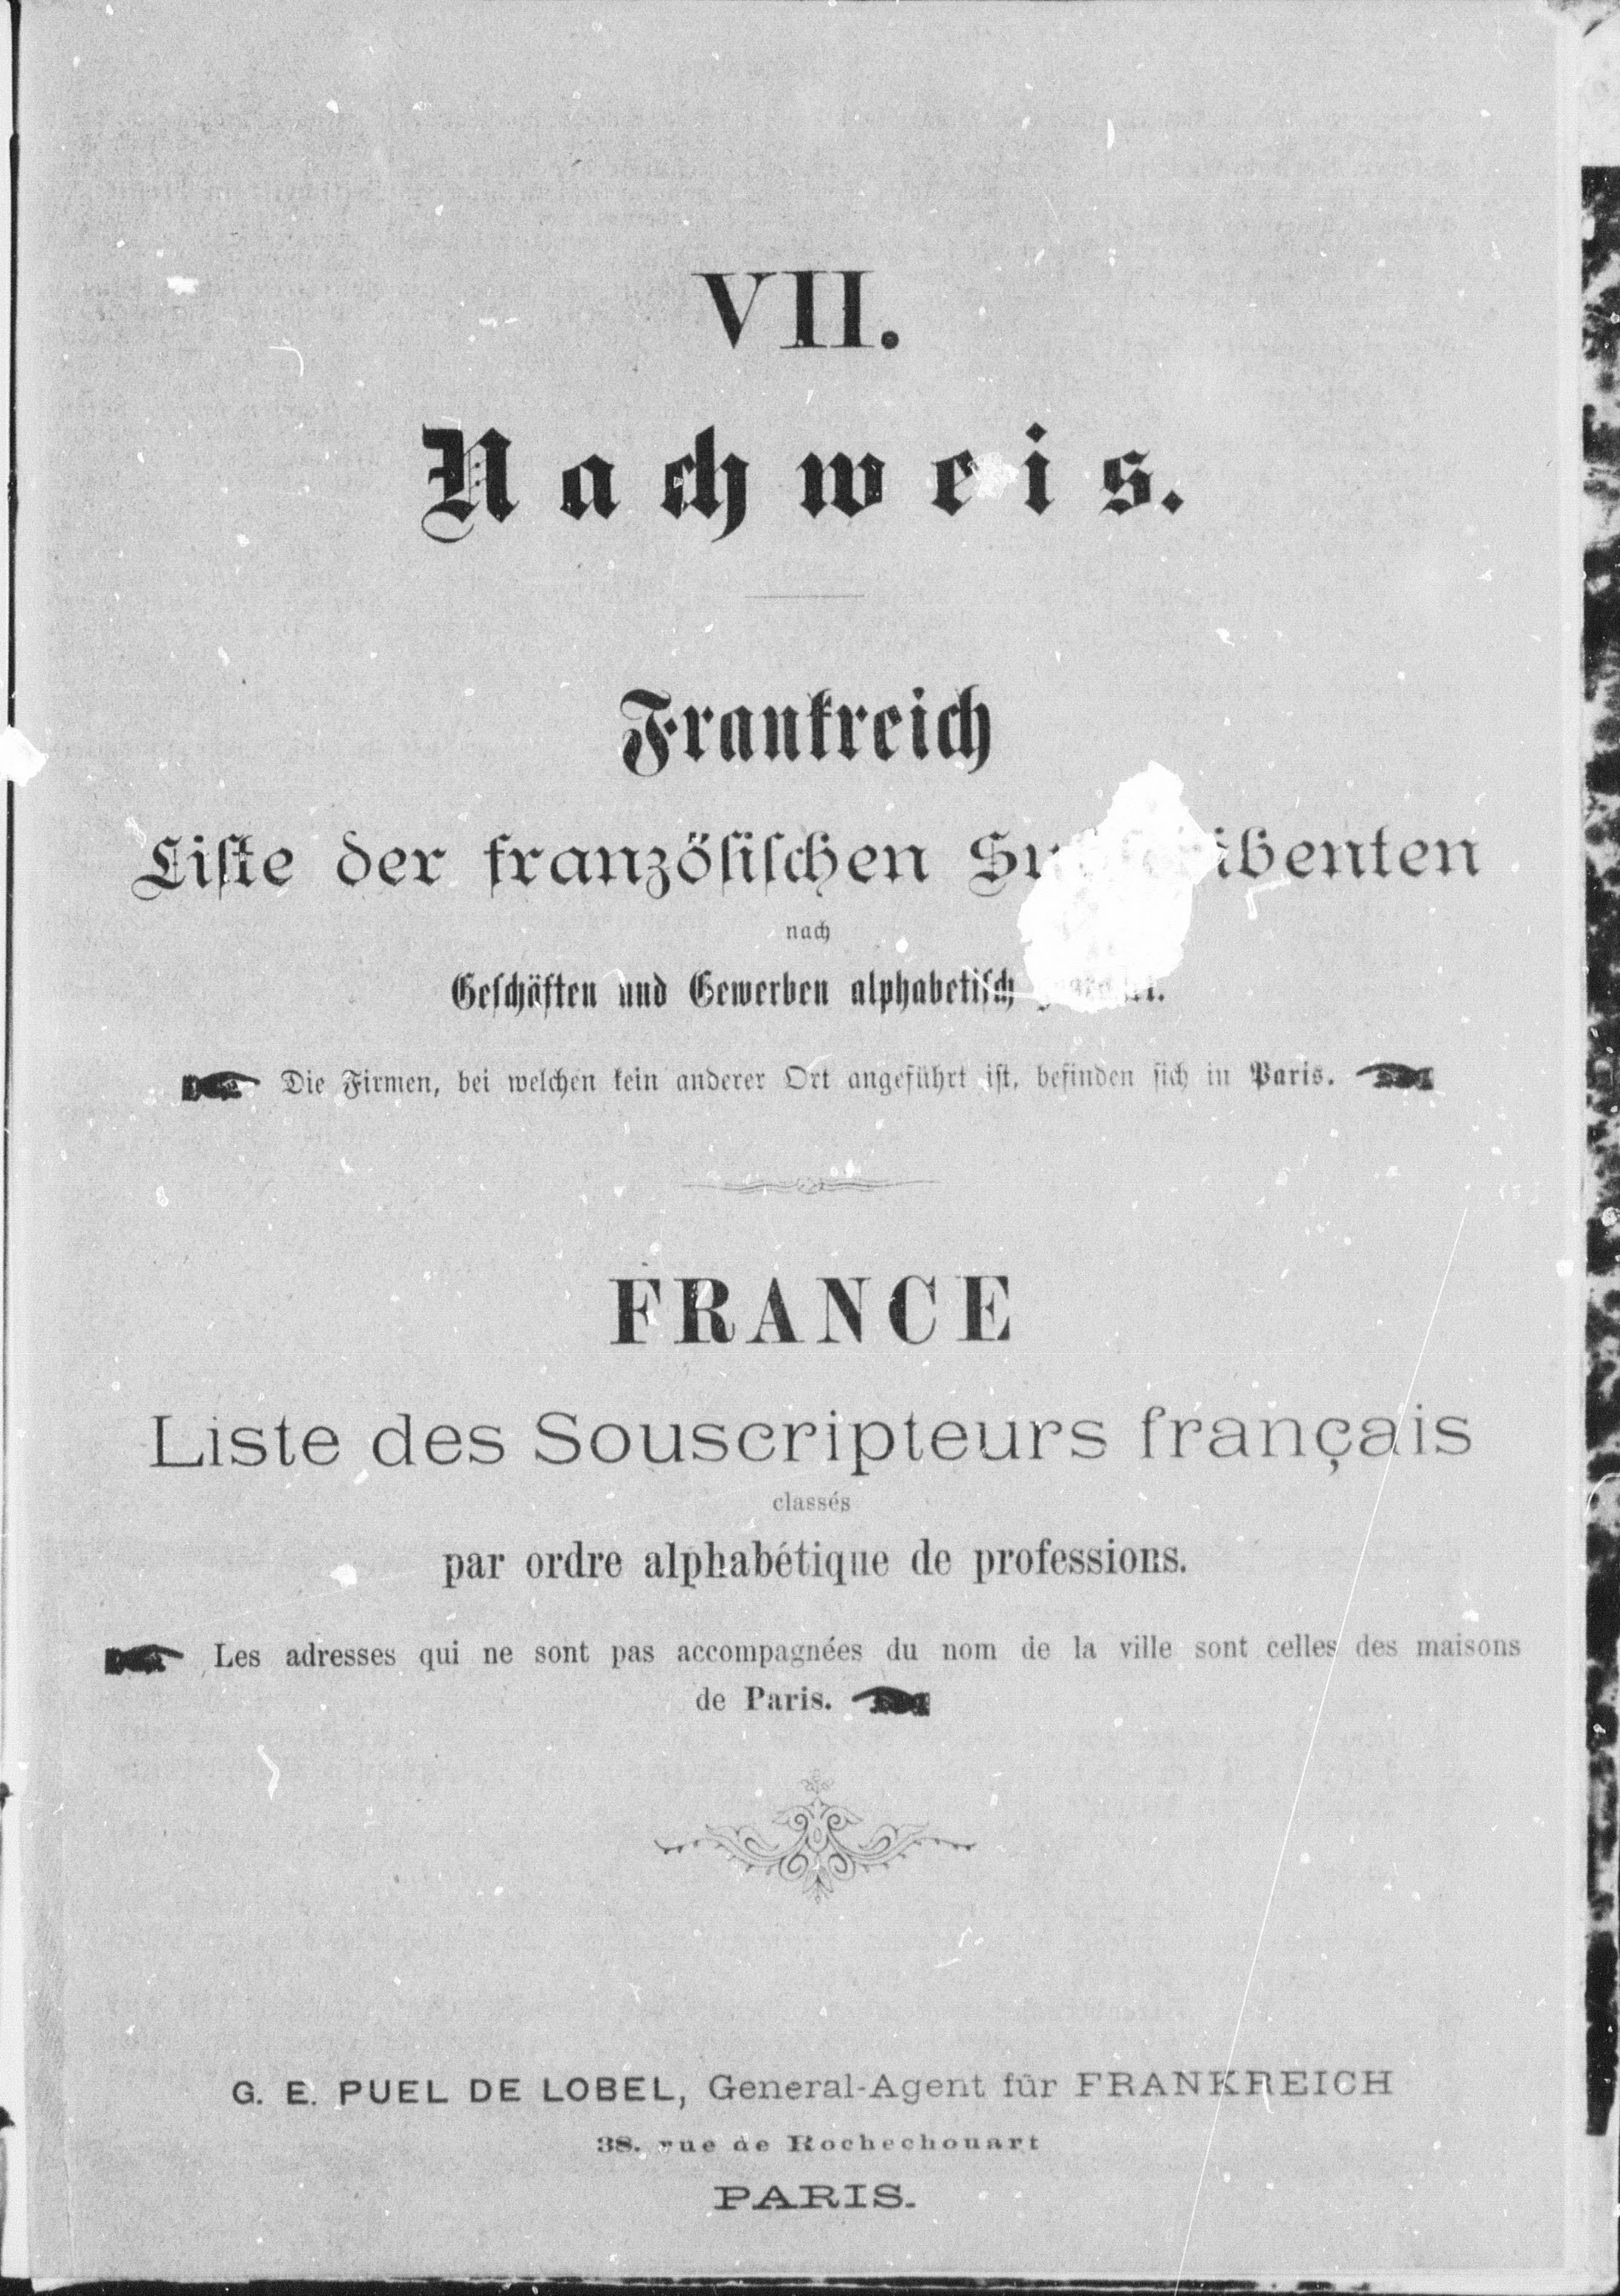 VII.
Nachweis.
Frankreich
Liste der französischen
nach
Geschäften und Gewerben alphabetisch
Die Firmen, bei welchen kein anderer Ort angeführt ist, befinden sich in Paris.
FRANCE
Liste des Souscripteurs français
classés
par ordre alphabétique de professions.
Les adresses qui ne sont pas accompagnées du nom de la ville sont celles des maisons
de Paris.
G. E. PUEL DE LOBEL, General-Agent für FRANKREICH
38. rue de Rochechouart
PARIS.